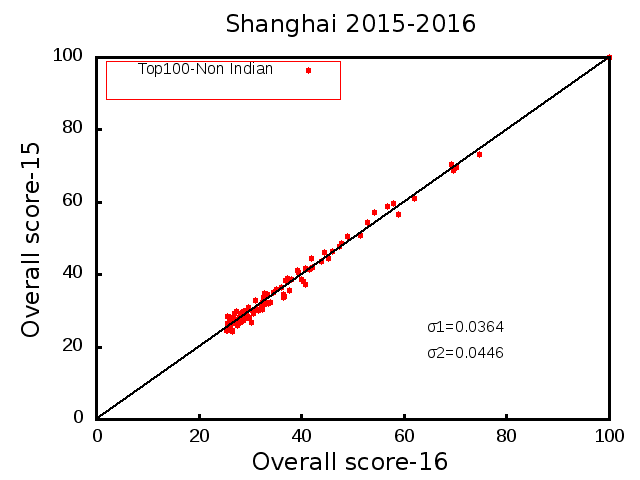 Shanghai 2015-2016
100
80
60
40
20
0
Overall score-15
Top100-Non Indian
σ1=0.0364
σ2=0.0446
0 20 40 60 80 100
Overall score-16